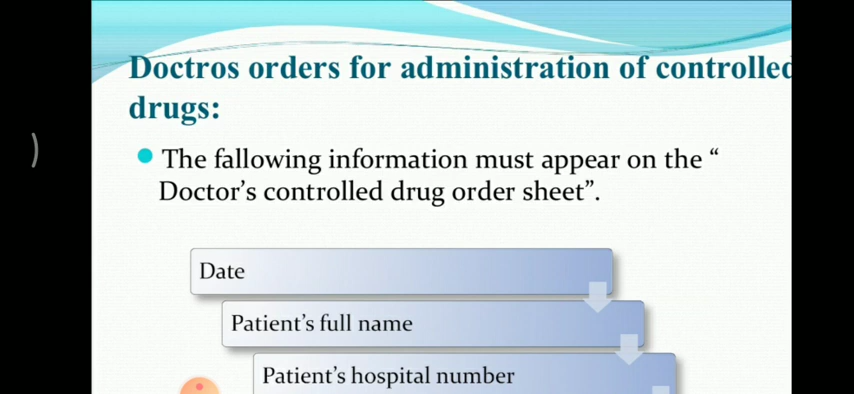 Doctros orders for administration of controlled
drugs:
The fallowing information must appear on the “
Doctor’s controlled drug order sheet”.
Date
Patient’s full name
Patient’s hospital number